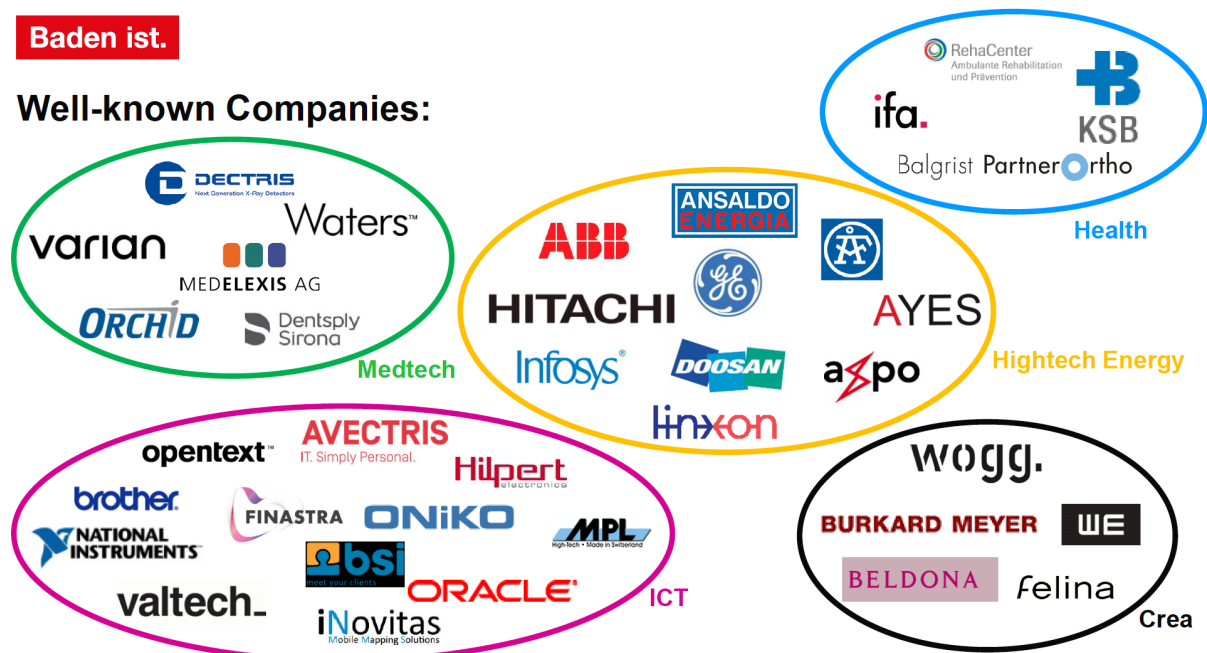 Baden ist.
Well-known Companies:
RehaCenter
Ambulante Rehabilitation
und Prävention
B
ifa.
KSB
Balgrist PartnerOrtho
Health
DECTRIS
Next Generation X-Ray Detectors
Waters™
varian
MEDELEXIS AG
ORCHID
Dentsply
Sirona
Medtech
ANSALDO
ENERGIA
ABB
ÅF
GE
HITACHI
AYES
Infosys®
DOOSAN
axpo
linxon
Hightech Energy
opentext™
AVECTRIS
IT. Simply Personal.
Hilpert
electronics
brother
FINASTRA
ONiKO
NATIONAL
INSTRUMENTS™
MPL
High-Tech • Made in Switzerland
bsi
meet your clients
valtech_
ORACLE®
iNovitas
Mobile Mapping Solutions
ICT
wogg.
BURKARD MEYER
WE
BELDONA
felina
Crea